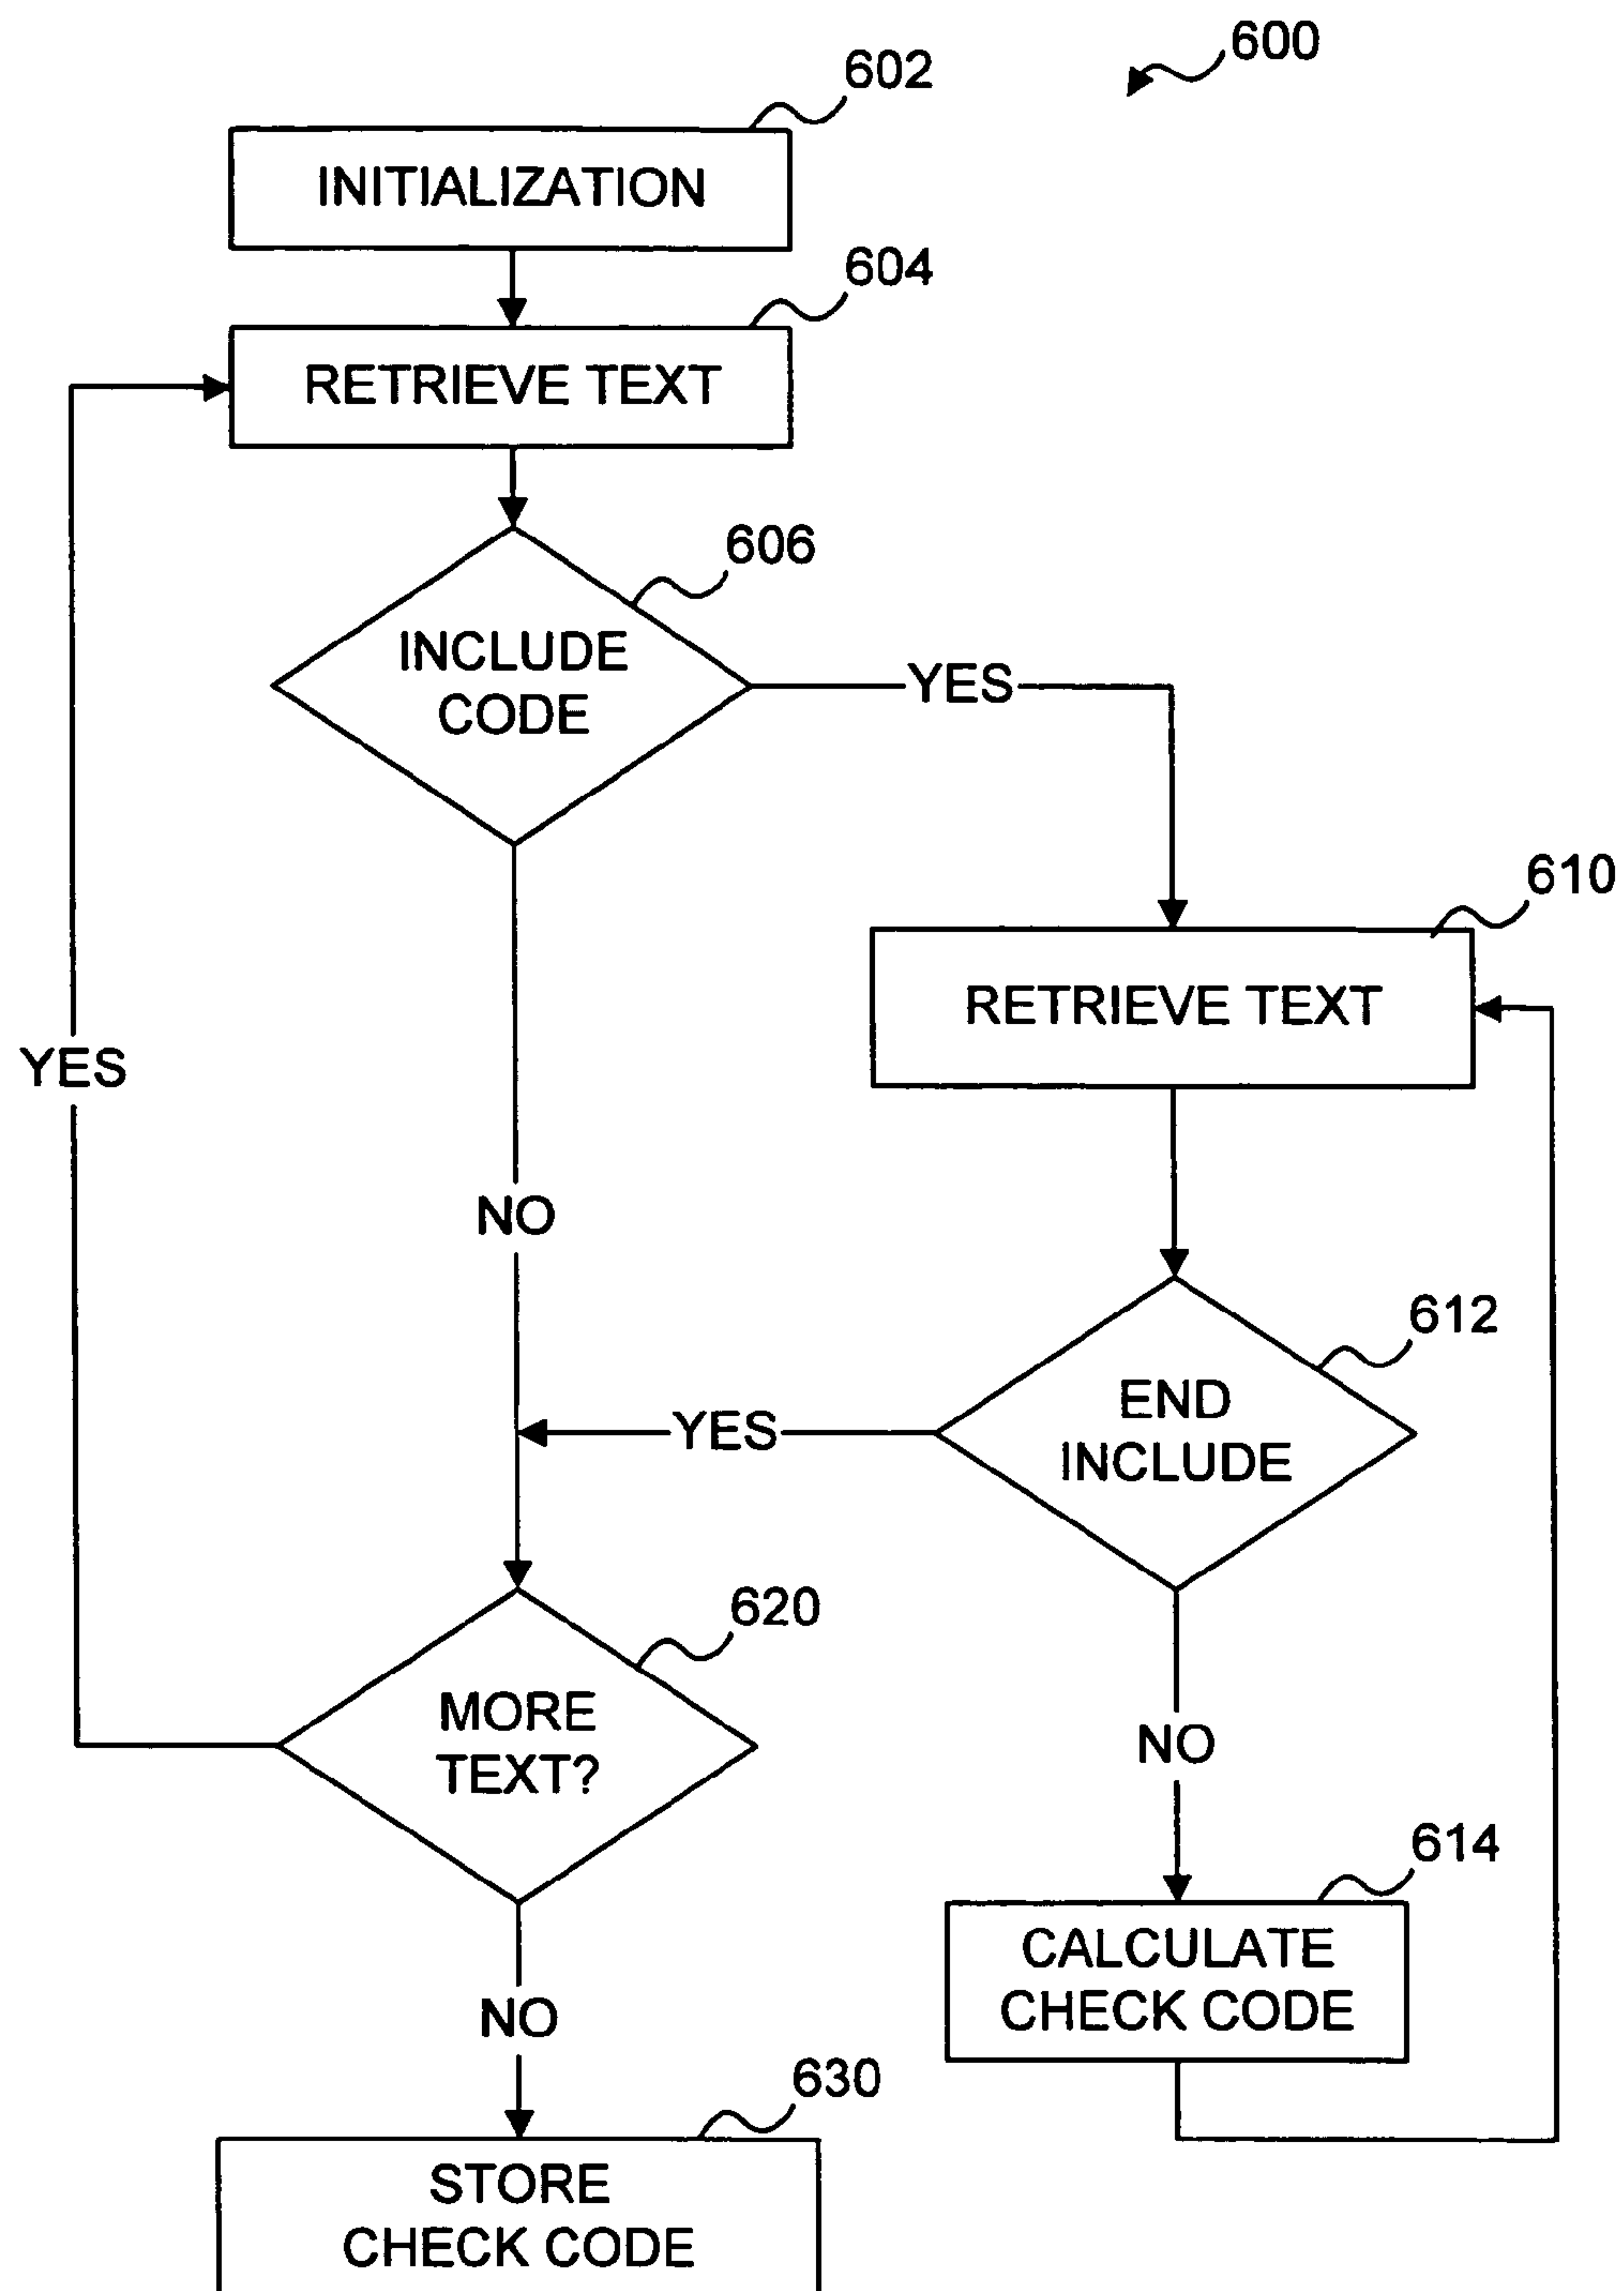 600
602
INITIALIZATION
604
RETRIEVE TEXT
606
INCLUDE
CODE
YES
610
RETRIEVE TEXT
YES
NO
612
END
INCLUDE
YES
620
MORE
TEXT?
NO
614
CALCULATE
CHECK CODE
NO
630
STORE
CHECK CODE